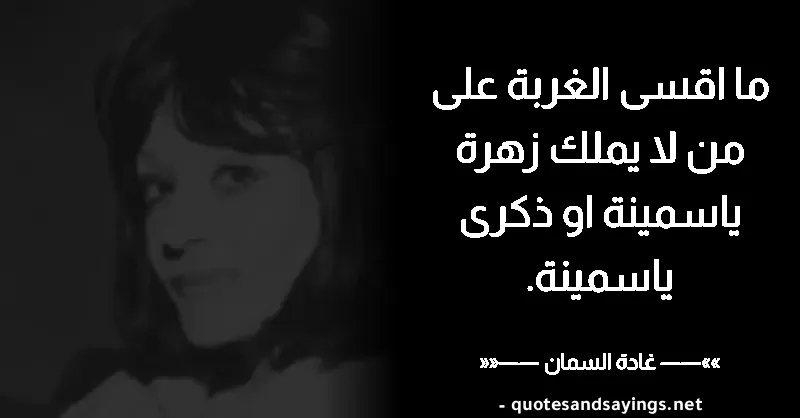 ما اقسى الغربة على
من لا يملك زهرة
ياسمينة او ذكرى
ياسمينة.
»»—— غادة السمان ——««
- quotesandsayings.net